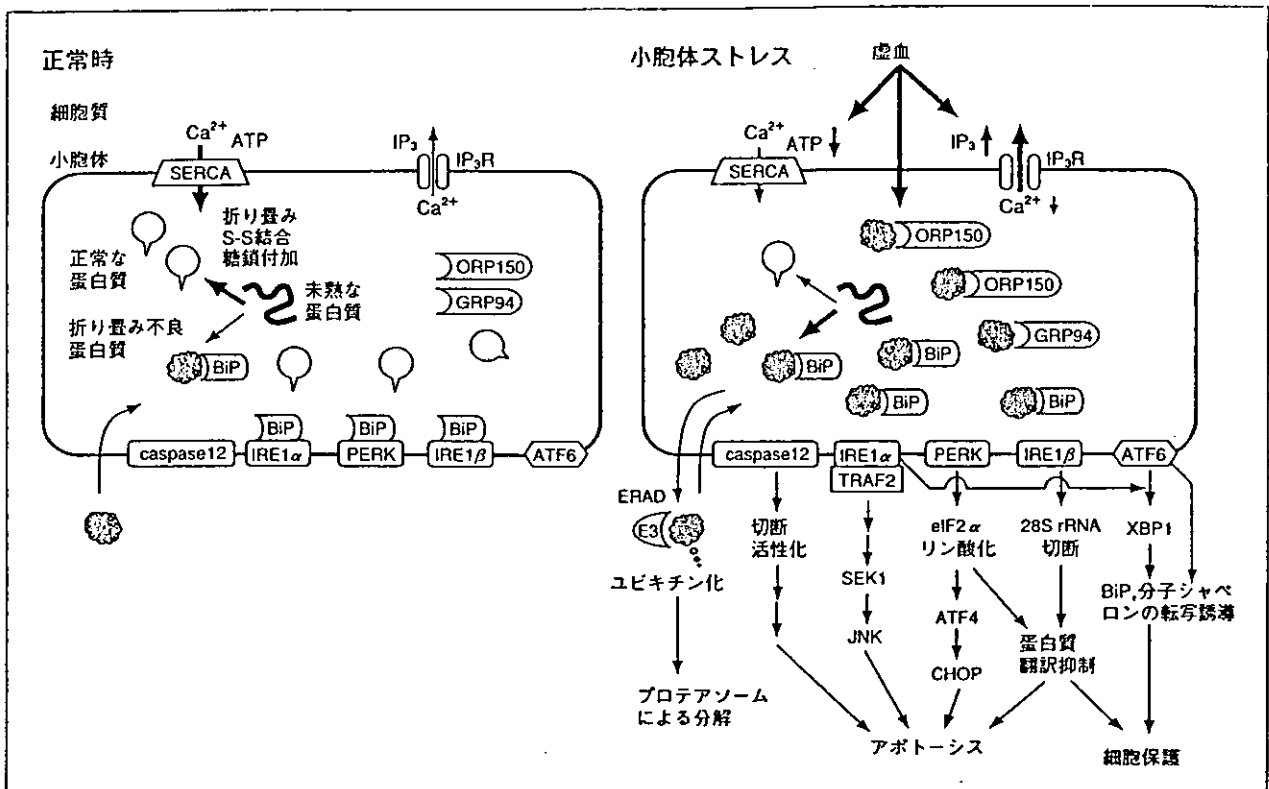 正常時
細胞質
小胞体
Ca²⁺
ATP
SERCA
IP₃
IP₃R
Ca²⁺
折り畳み
S-S結合
糖鎖付加
正常な
蛋白質
未熟な
蛋白質
折り畳み不良
蛋白質
ORP150
GRP94
BiP
BiP
BiP
BiP
caspase12
IRE1α
PERK
IRE1β
ATF6
小胞体ストレス
虚血
Ca²⁺
ATP
SERCA
IP₃
IP₃R
Ca²⁺
ORP150
ORP150
GRP94
BiP
BiP
BiP
BiP
caspase12
IRE1α
PERK
IRE1β
ATF6
TRAF2
ERAD
E3
ユビキチン化
プロテアソーム
による分解
切断
活性化
SEK1
JNK
eIF2α
リン酸化
ATF4
CHOP
28S rRNA
切断
蛋白質
翻訳抑制
XBP1
BiP,分子シャペ
ロンの転写誘導
アポトーシス
細胞保護